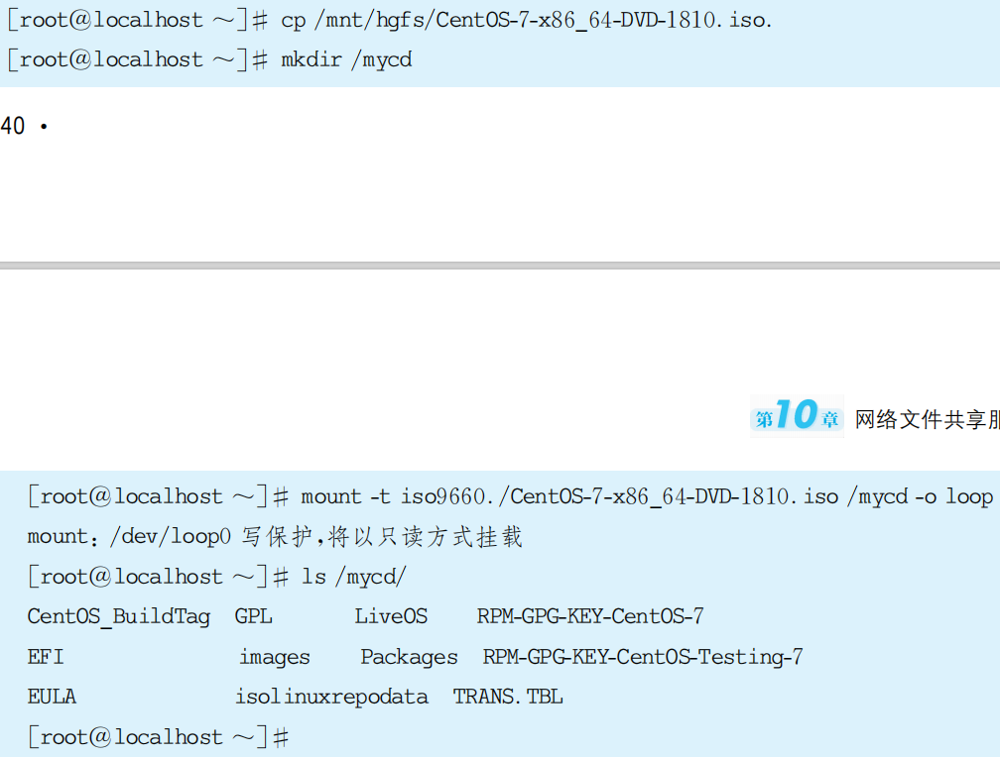 [root@localhost ~]# cp /mnt/hgfs/CentOS-7-x86_64-DVD-1810.iso.
[root@localhost ~]# mkdir /mycd
40 •
第10章 网络文件共享
[root@localhost ~]# mount -t iso9660./CentOS-7-x86_64-DVD-1810.iso /mycd -o loop
mount: /dev/loop0 写保护,将以只读方式挂载
[root@localhost ~]# ls /mycd/
CentOS_BuildTag GPL LiveOS RPM-GPG-KEY-CentOS-7
EFI images Packages RPM-GPG-KEY-CentOS-Testing-7
EULA isolinuxrepodata TRANS.TBL
[root@localhost ~]#